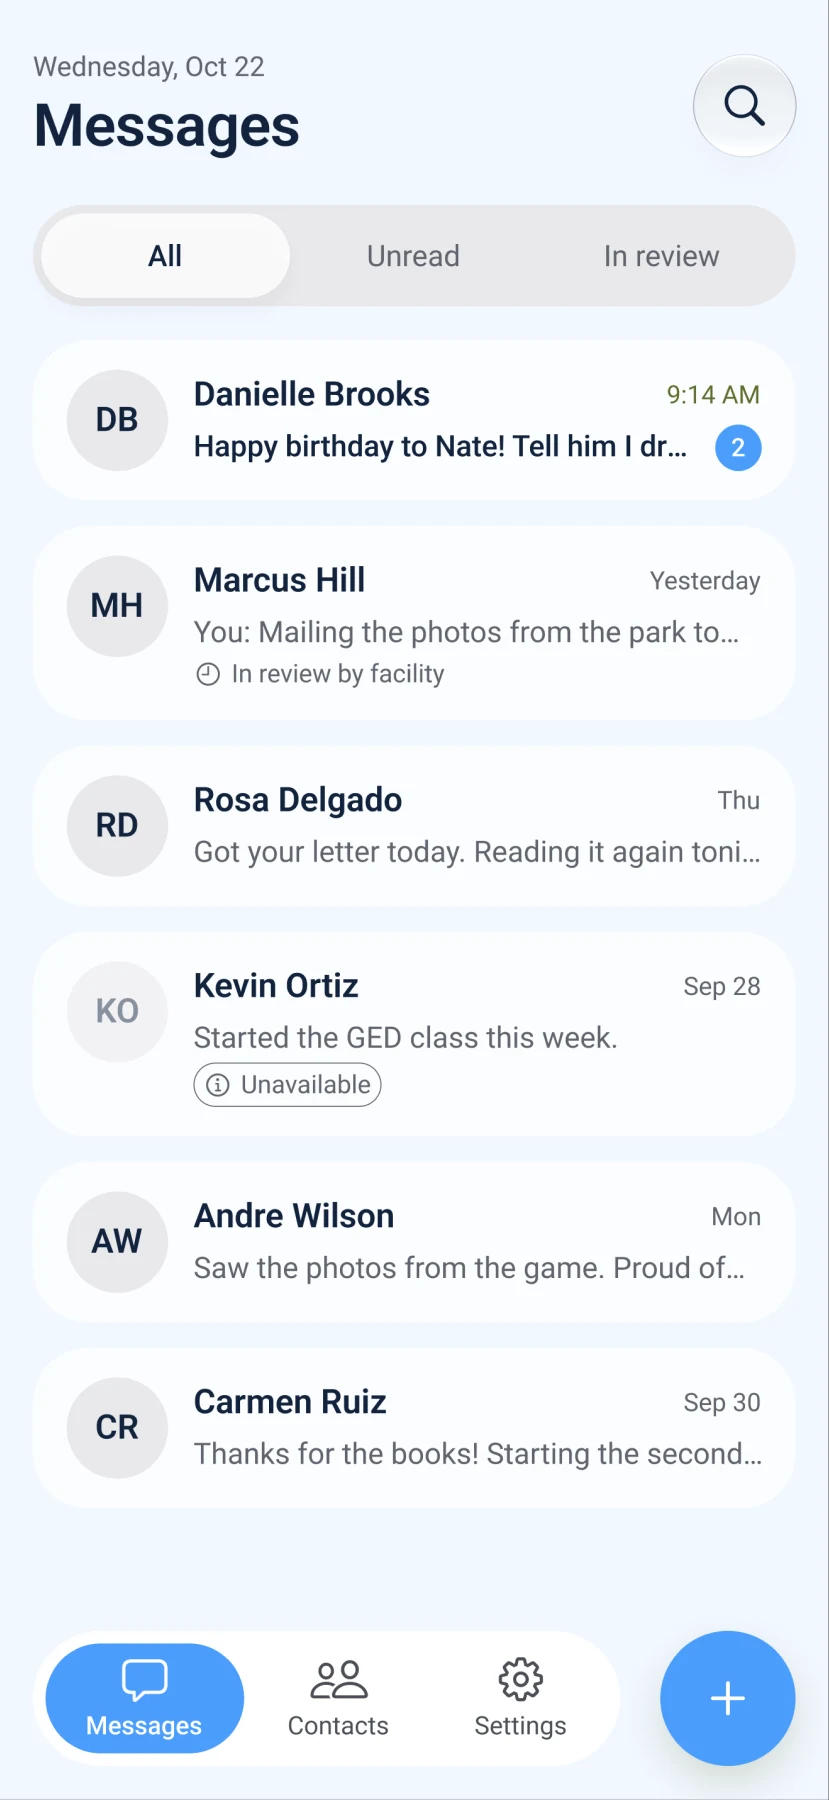 Wednesday, Oct 22
Messages
All
Unread
In review
DB
Danielle Brooks
9:14 AM
Happy birthday to Nate! Tell him I dr...
2
MH
Marcus Hill
Yesterday
You: Mailing the photos from the park to...
In review by facility
RD
Rosa Delgado
Thu
Got your letter today. Reading it again toni...
KO
Kevin Ortiz
Sep 28
Started the GED class this week.
Unavailable
AW
Andre Wilson
Mon
Saw the photos from the game. Proud of...
CR
Carmen Ruiz
Sep 30
Thanks for the books! Starting the second...
Messages
Contacts
Settings